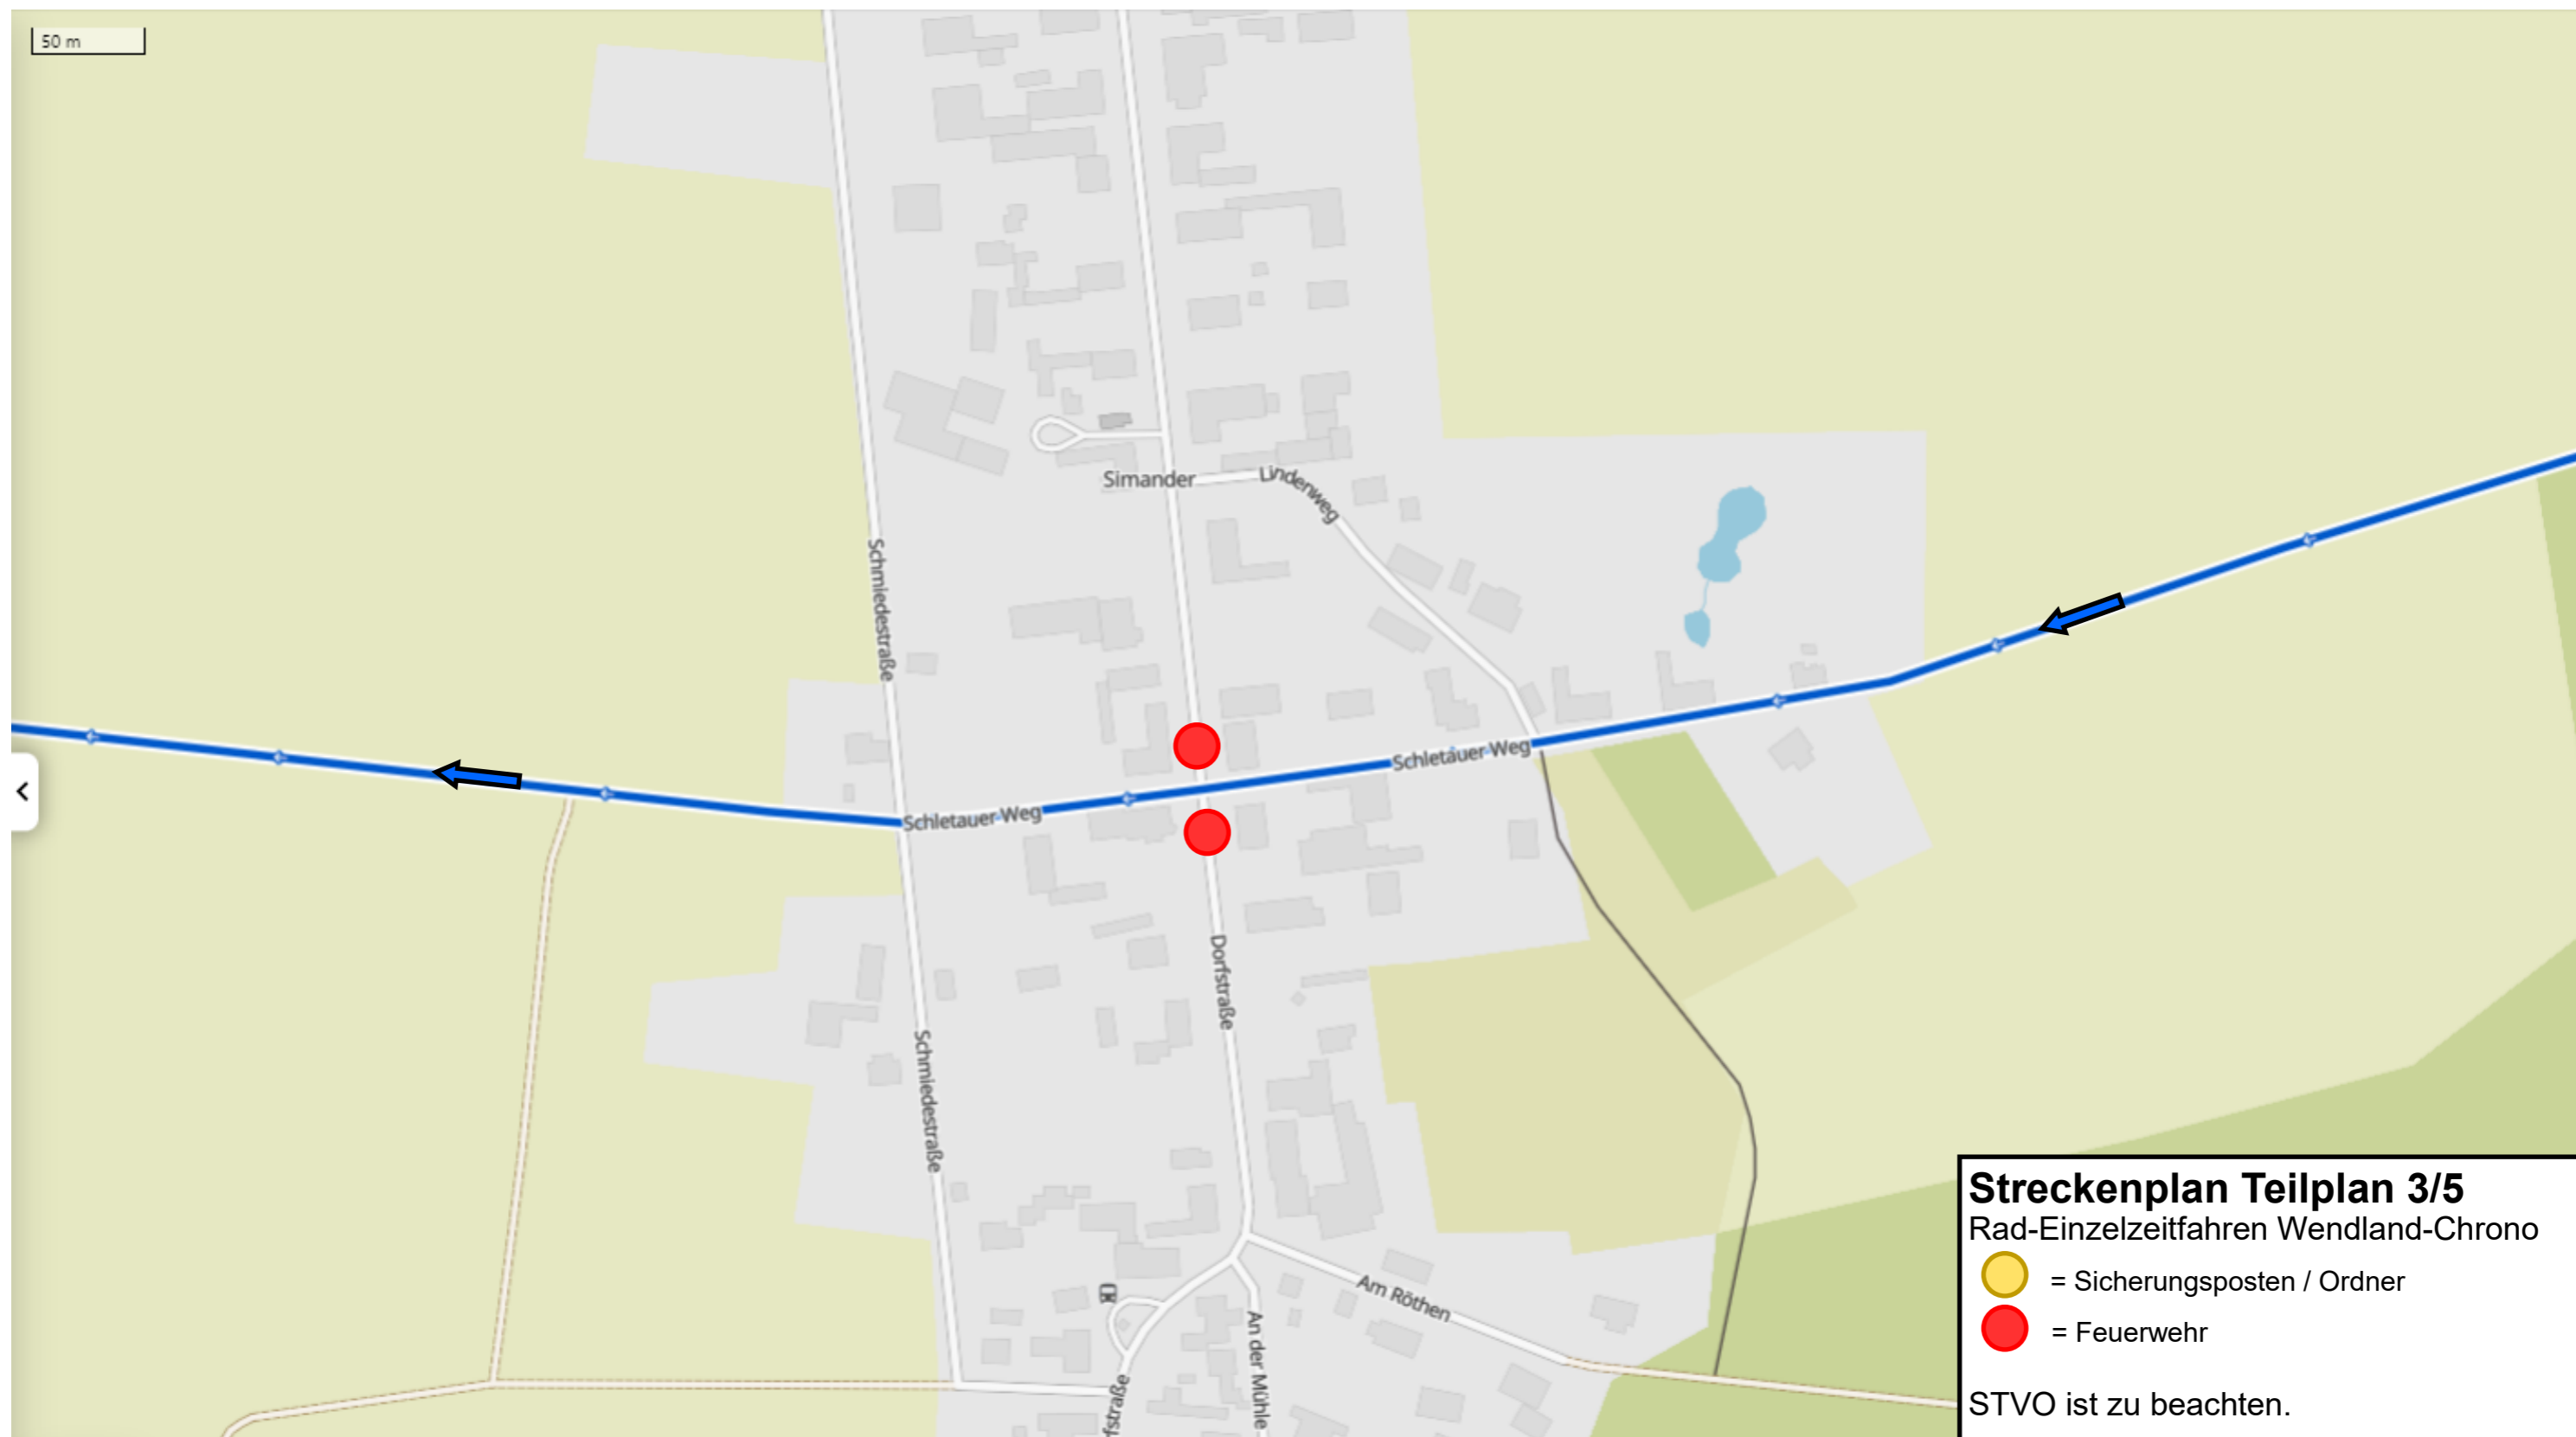 50 m
Simander
Lindenweg
Schmiedestraße
Schletauer Weg
Schletauer Weg
Dorfstraße
Schmiedestraße
Am Röthen
An der Mühle
fstraße
Streckenplan Teilplan 3/5
Rad-Einzelzeitfahren Wendland-Chrono
= Sicherungsposten / Ordner
= Feuerwehr
STVO ist zu beachten.